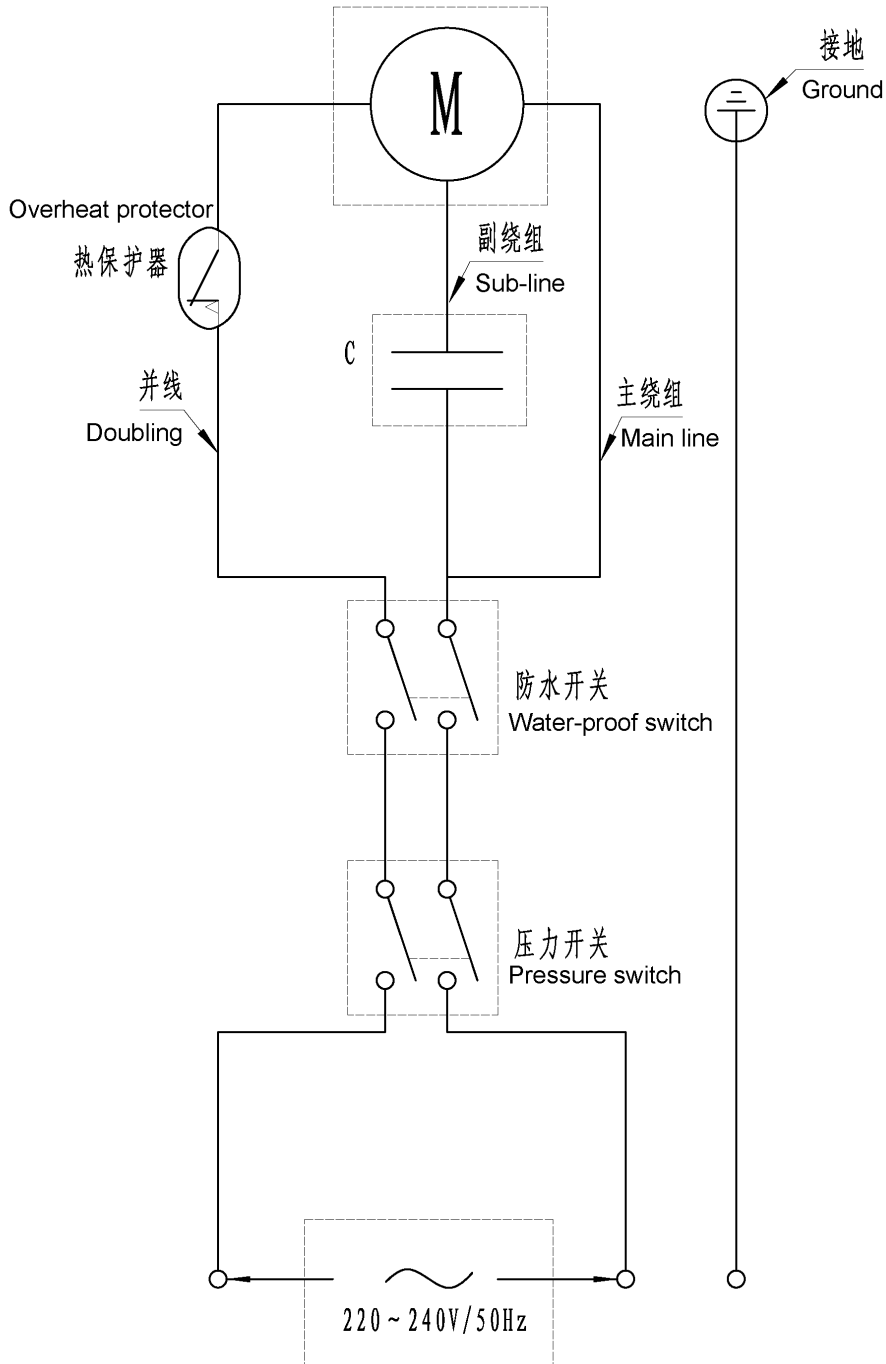 M
接地
Ground
Overheat protector
热保护器
副绕组
Sub-line
C
并线
Doubling
主绕组
Main line
防水开关
Water-proof switch
压力开关
Pressure switch
220～240V/50Hz